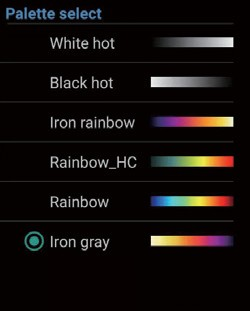 Palette select
White hot
Black hot
Iron rainbow
Rainbow_HC
Rainbow
Iron gray